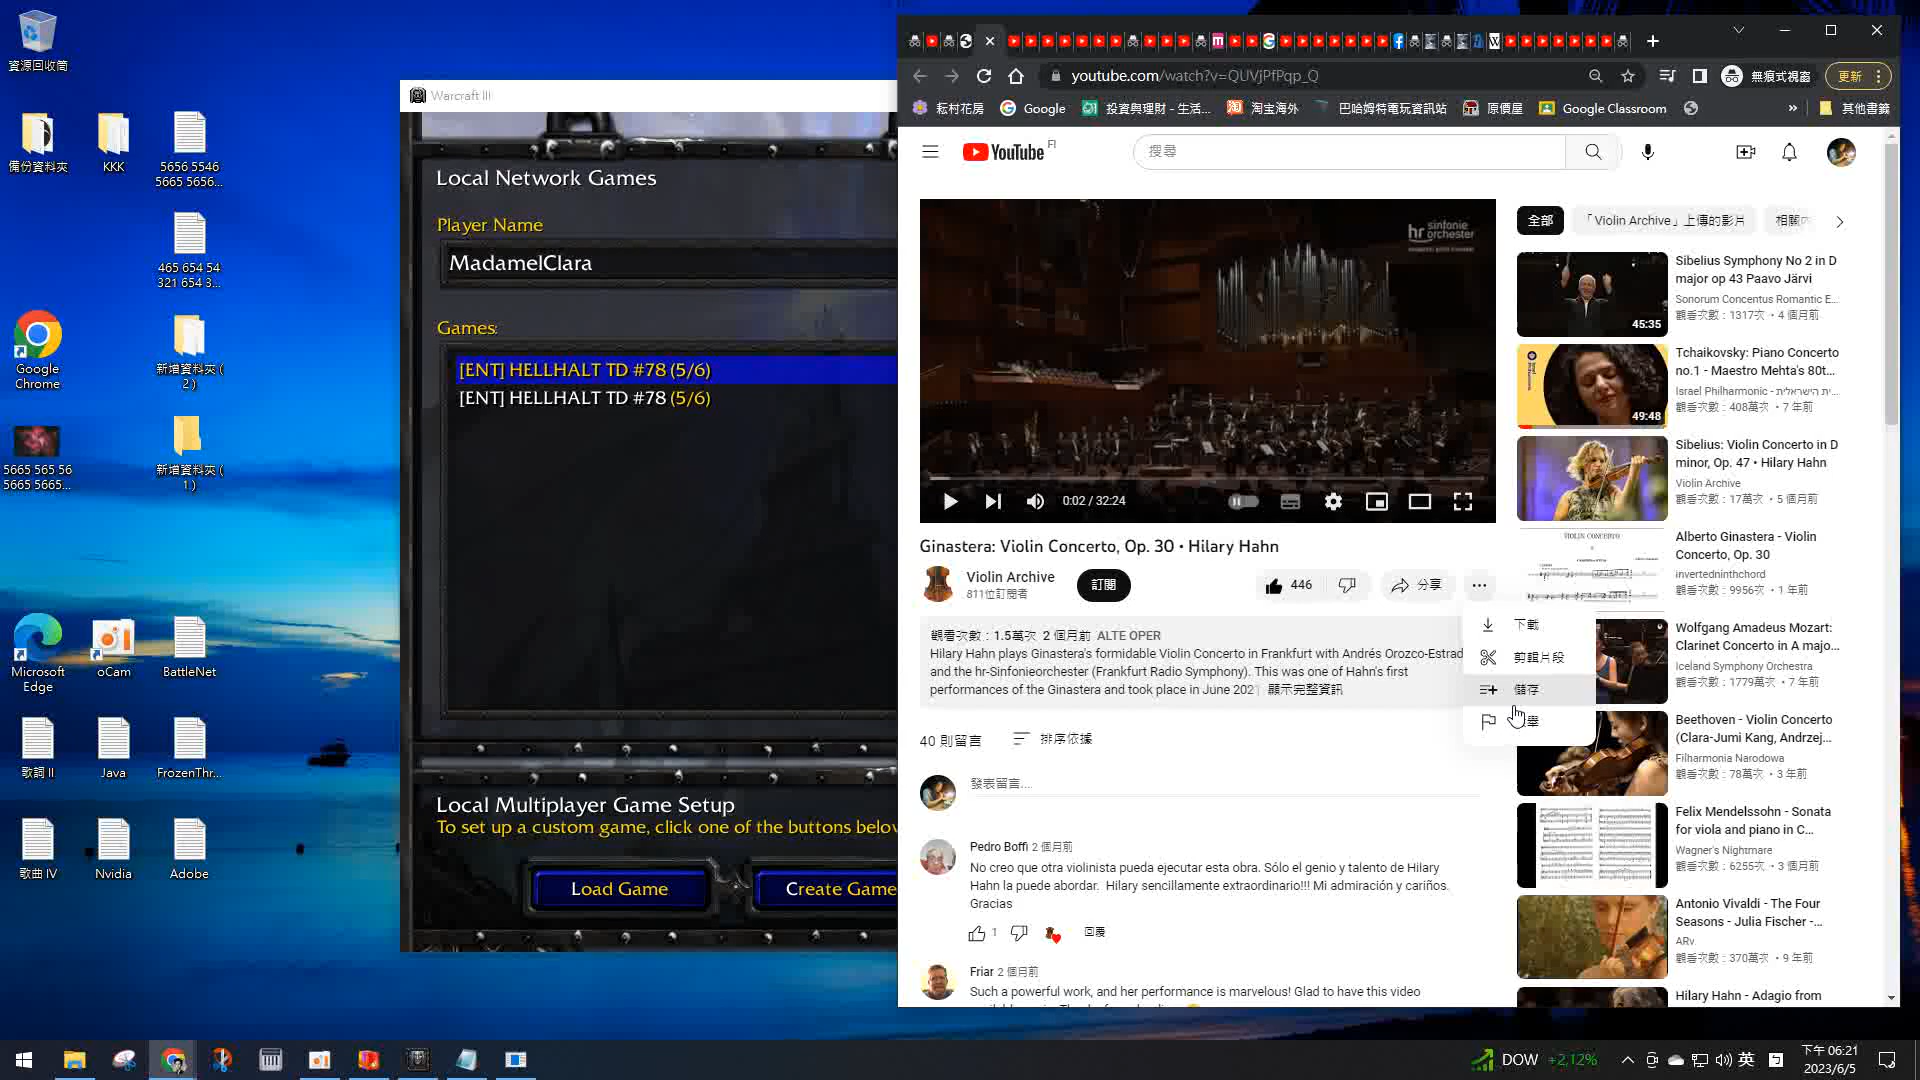 資源回收筒
備份資料夾
KKK
5656 5546
5665 5656...
465 654 54
321 654 3...
Google
Chrome
新增資料夾 (
2 )
5665 565 56
5665 5665...
新增資料夾 (
1 )
Microsoft
Edge
oCam
BattleNet
歌詞 II
Java
FrozenThr...
歌曲 IV
Nvidia
Adobe
Warcraft III
Local Network Games
Player Name
MadamelClara
Games:
[ENT] HELLHALT TD #78 (5/6)
[ENT] HELLHALT TD #78 (5/6)
Local Multiplayer Game Setup
To set up a custom game, click one of the buttons below
Load Game
Create Game
youtube.com/watch?v=QUVjPfPqp_Q
無痕式視窗
更新
耘村花房
Google
投資與理財 - 生活...
淘宝海外
巴哈姆特電玩資訊站
原價屋
Google Classroom
»
其他書籤
YouTube FI
搜尋
hr sinfonie
orchester
0:02 / 32:24
Ginastera: Violin Concerto, Op. 30 • Hilary Hahn
Violin Archive
811位訂閱者
訂閱
446
分享
下載
剪輯片段
儲存
舉
觀看次數：1.5萬次 2 個月前 ALTE OPER
Hilary Hahn plays Ginastera's formidable Violin Concerto in Frankfurt with Andrés Orozco-Estrad
and the hr-Sinfonieorchester (Frankfurt Radio Symphony). This was one of Hahn's first
performances of the Ginastera and took place in June 202 顯示完整資訊
40 則留言
排序依據
發表留言...
Pedro Boffi 2 個月前
No creo que otra violinista pueda ejecutar esta obra. Sólo el genio y talento de Hilary
Hahn la puede abordar. Hilary sencillamente extraordinario!!! Mi admiración y cariños.
Gracias
1
回覆
Friar 2 個月前
Such a powerful work, and her performance is marvelous! Glad to have this video
全部
「Violin Archive」上傳的影片
相關
Sibelius Symphony No 2 in D
major op 43 Paavo Järvi
Sonorum Concentus Romantic E...
觀看次數：1317次 • 4 個月前
45:35
Tchaikovsky: Piano Concerto
no.1 - Maestro Mehta's 80t...
Israel Philharmonic - התזמורת הישראלית...
觀看次數：408萬次 • 7 年前
49:48
Sibelius: Violin Concerto in D
minor, Op. 47 • Hilary Hahn
Violin Archive
觀看次數：17萬次 • 5 個月前
VIOLIN CONCERTO
Alberto Ginastera - Violin
Concerto, Op. 30
invertedninthchord
觀看次數：9956次 • 1 年前
Wolfgang Amadeus Mozart:
Clarinet Concerto in A majo...
Iceland Symphony Orchestra
觀看次數：1779萬次 • 7 年前
Beethoven - Violin Concerto
(Clara-Jumi Kang, Andrzej...
Filharmonia Narodowa
觀看次數：78萬次 • 3 年前
Felix Mendelssohn - Sonata
for viola and piano in C...
Wagner's Nightmare
觀看次數：6255次 • 3 個月前
Antonio Vivaldi - The Four
Seasons - Julia Fischer -...
ARv
觀看次數：370萬次 • 9 年前
Hilary Hahn - Adagio from
DOW +2.12%
英
下午 06:21
2023/6/5